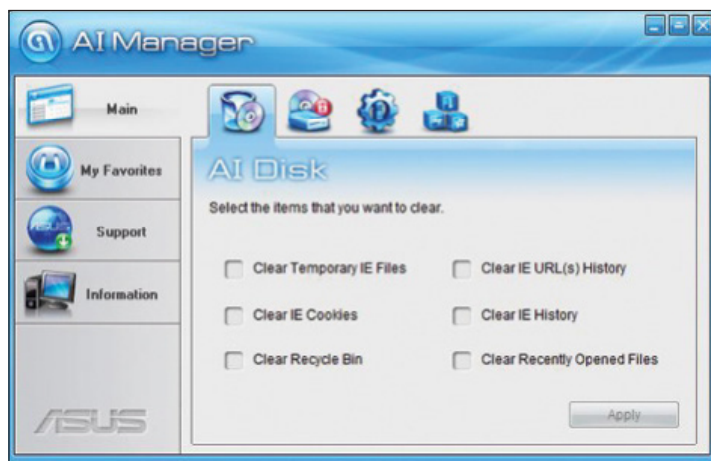 AI Manager
Main
My Favorites
Support
Information
AI Disk
Select the items that you want to clear.
Clear Temporary IE Files
Clear IE URL(s) History
Clear IE Cookies
Clear IE History
Clear Recycle Bin
Clear Recently Opened Files
Apply
ASUS